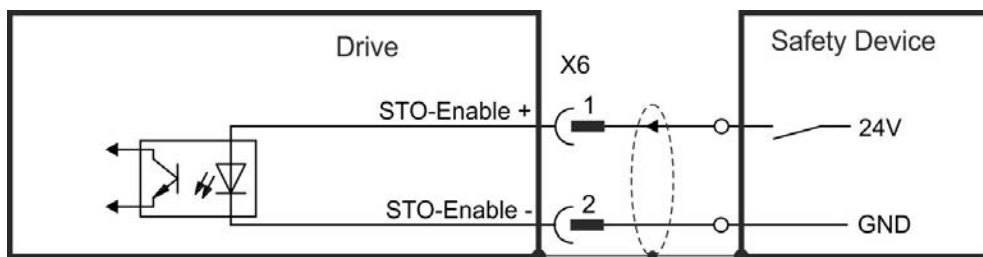 Drive
Safety Device
X6
STO-Enable +
1
24V
STO-Enable -
2
GND